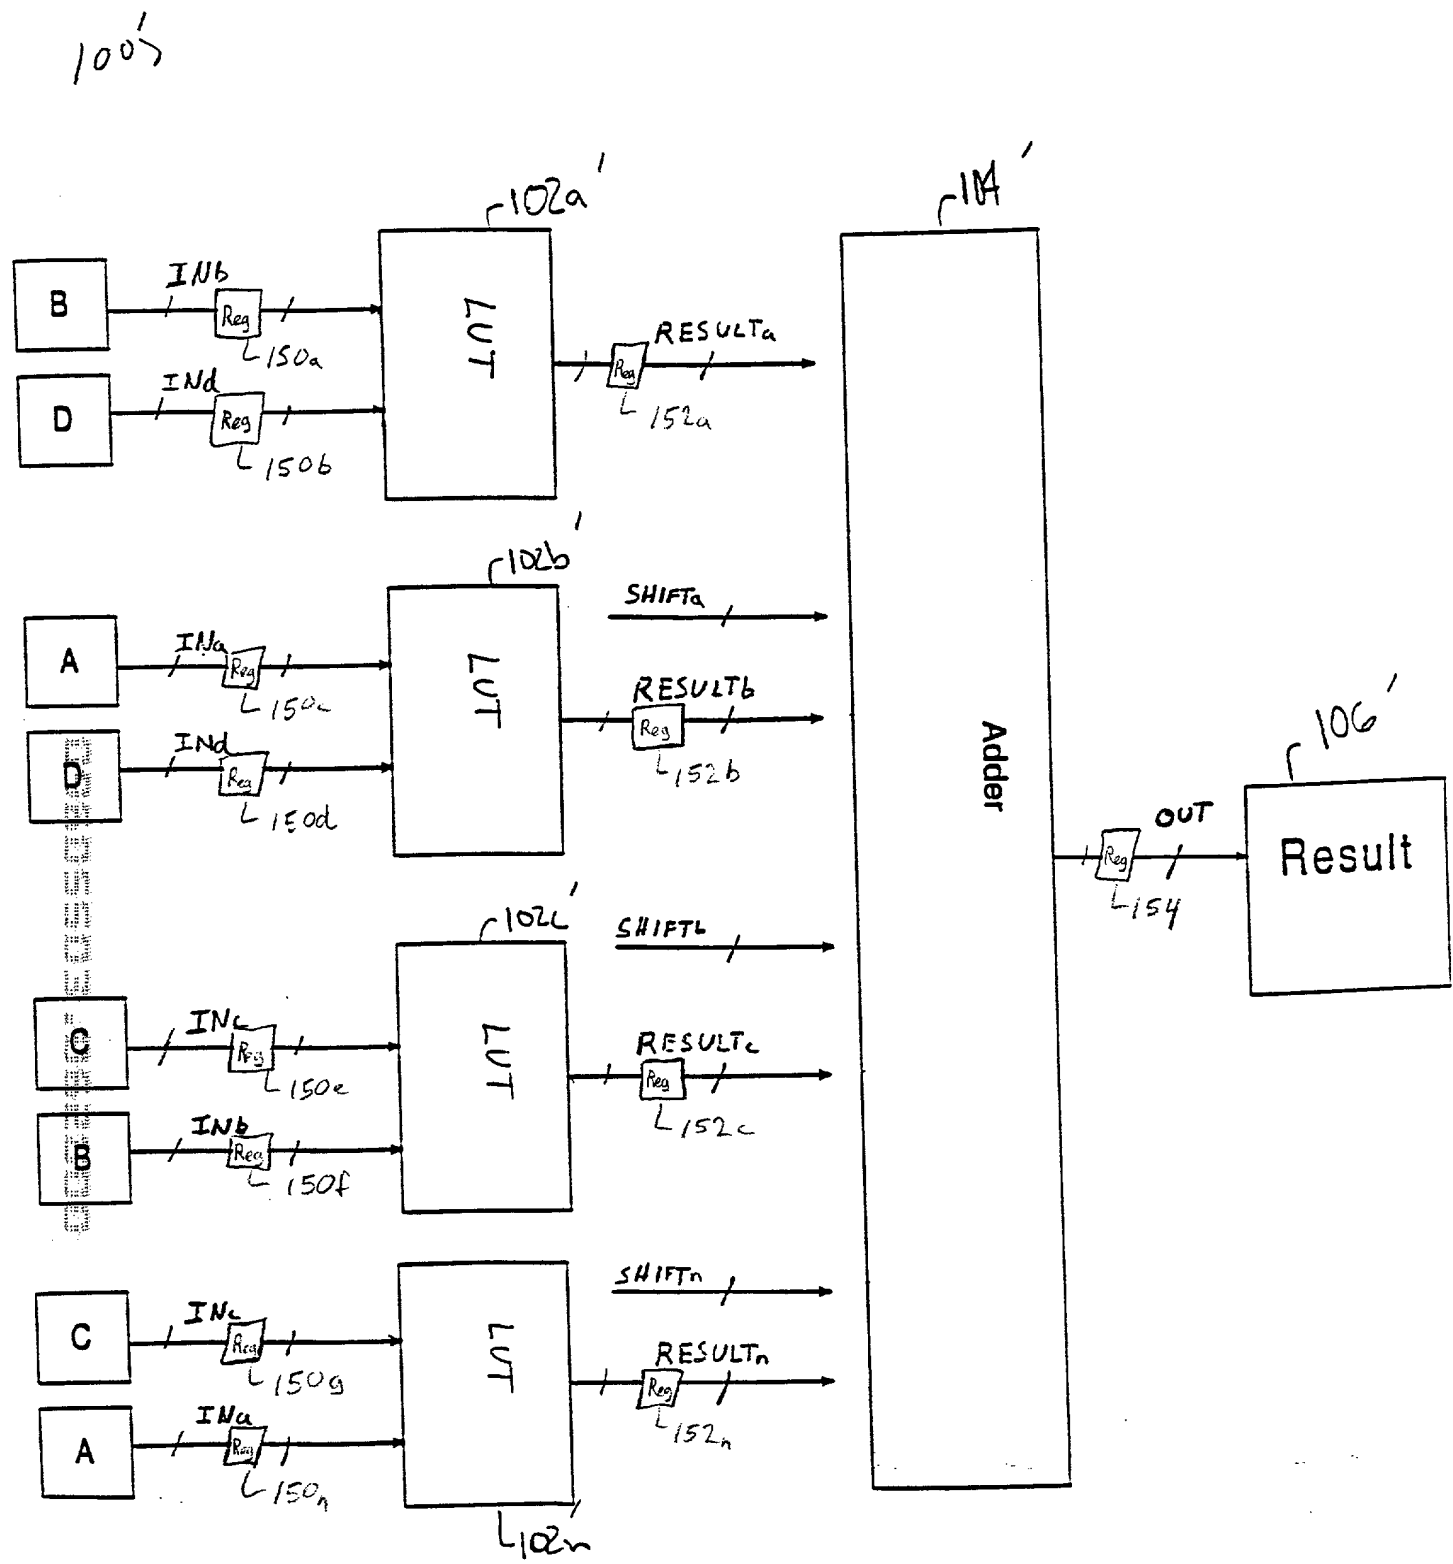 100'
102a'
104'
B
INb
Reg
150a
D
INd
Reg
150b
LUT
Reg
RESULTa
152a
102b'
A
INa
Reg
150c
D
INd
Reg
150d
LUT
SHIFTa
RESULTb
Reg
152b
Adder
106'
OUT
Reg
154
Result
102c'
C
INc
Reg
150e
B
INb
Reg
150f
LUT
SHIFTb
RESULTc
Reg
152c
C
INc
Reg
150g
A
INa
Reg
150n
LUT
SHIFTn
RESULTn
Reg
152n
102n'